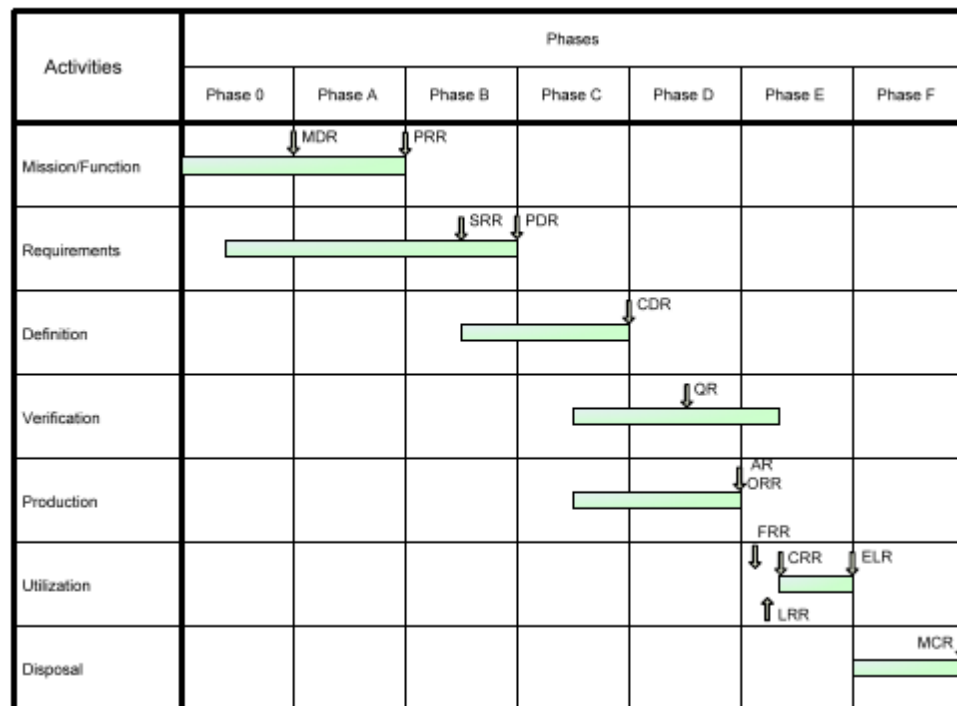 Activities
Phases
Phase 0
Phase A
Phase B
Phase C
Phase D
Phase E
Phase F
Mission/Function
MDR
PRR
Requirements
SRR
PDR
Definition
CDR
Verification
QR
Production
AR
ORR
FRR
Utilization
CRR
ELR
LRR
Disposal
MCR